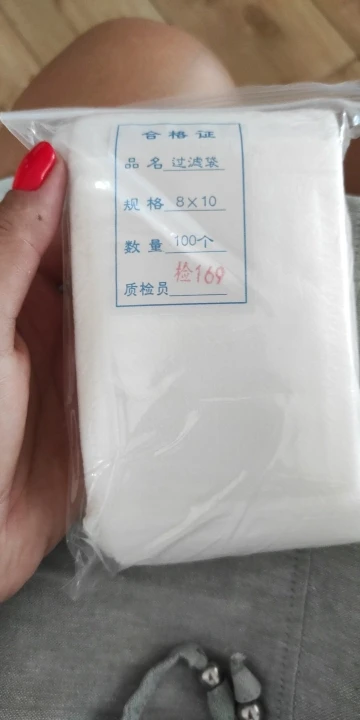 合格证
品名 过滤袋
规格 8×10
数量 100个
质检员 检169